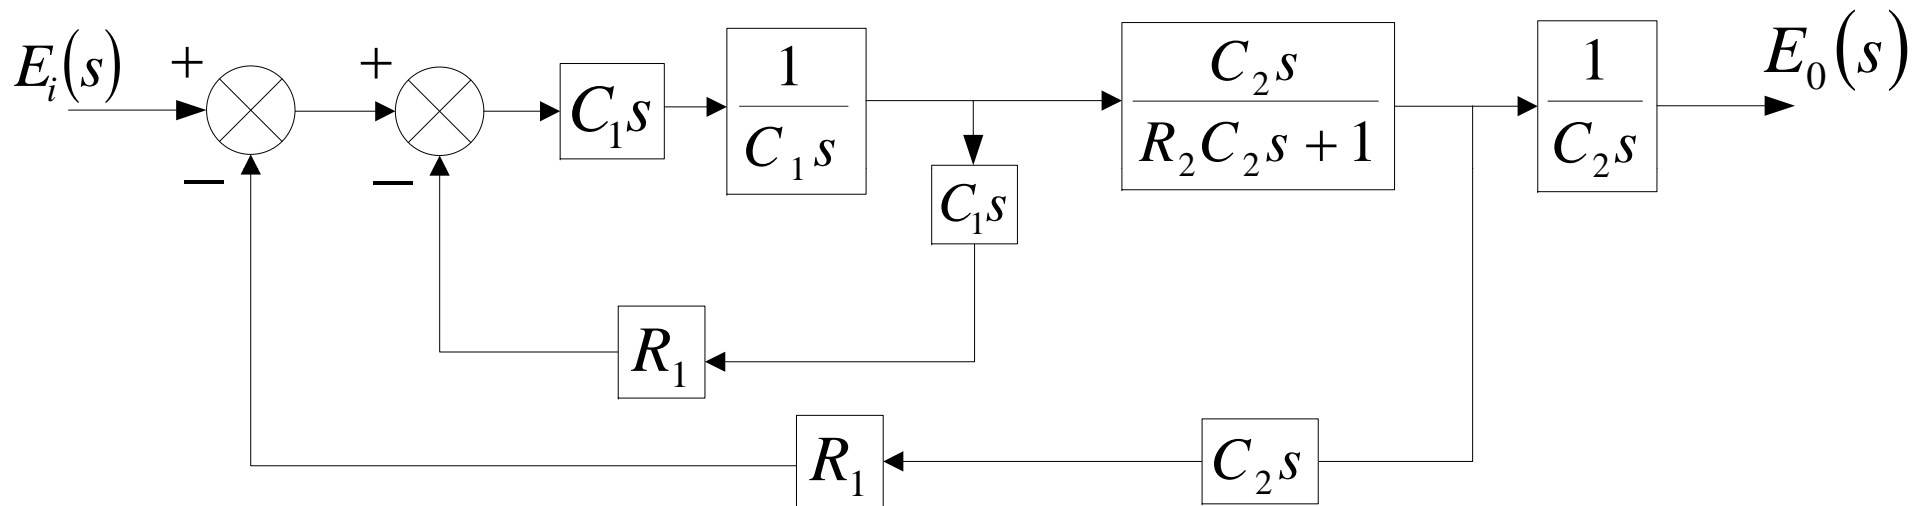 E_i(s)
+
−
+
−
C_1s
1
C_1s
C_1s
C_2s
R_2C_2s + 1
1
C_2s
E_0(s)
R_1
R_1
C_2s